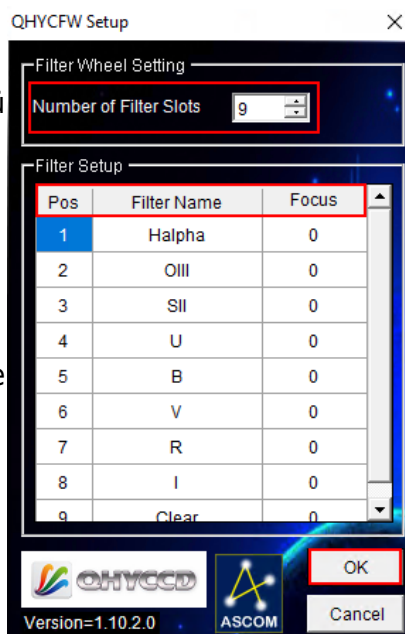 QHYCFW Setup
Filter Wheel Setting
Number of Filter Slots 9
Filter Setup
Pos Filter Name Focus
1 Halpha 0
2 OIII 0
3 SII 0
4 U 0
5 B 0
6 V 0
7 R 0
8 I 0
9 Clear 0
QHYCCD
ASCOM
OK
Version=1.10.2.0
Cancel